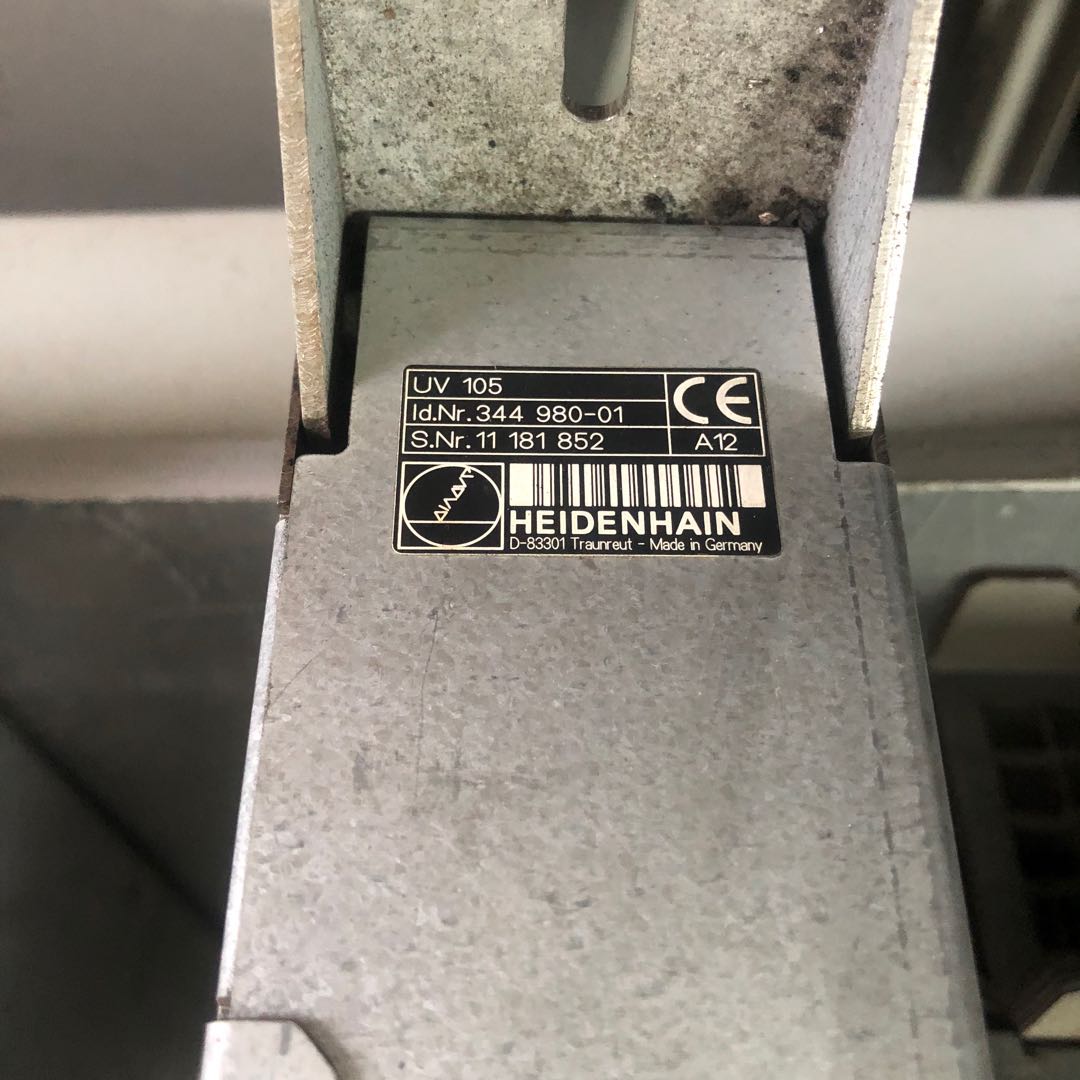 UV 105
Id.Nr. 344 980-01
S.Nr. 11 181 852
CE
A12
HEIDENHAIN
D-83301 Traunreut - Made in Germany